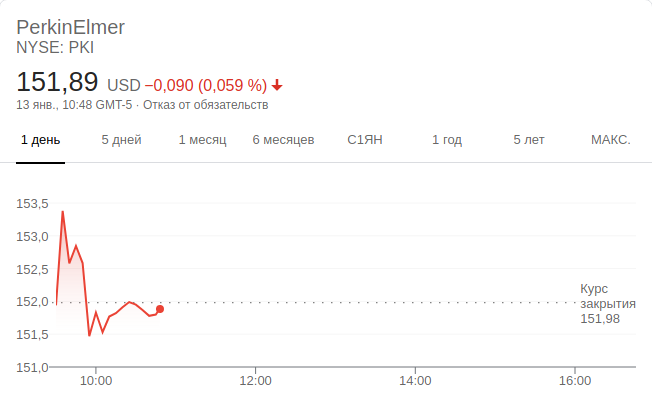 PerkinElmer
NYSE: PKI
151,89 USD −0,090 (0,059 %)
13 янв., 10:48 GMT-5 · Отказ от обязательств
1 день 5 дней 1 месяц 6 месяцев С1ЯН 1 год 5 лет МАКС.
153,5
153,0
152,5
152,0
151,5
151,0
Курс
закрытия
151,98
10:00 12:00 14:00 16:00